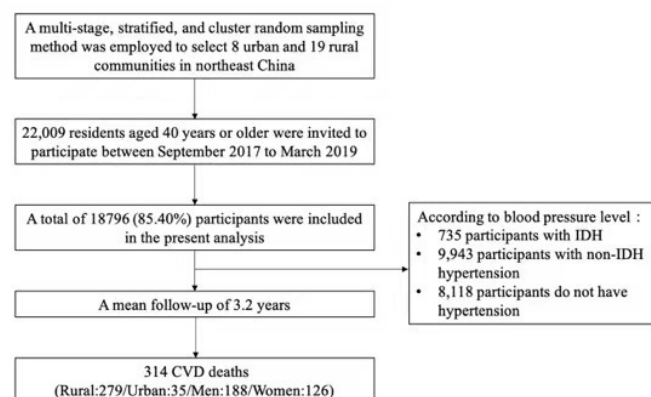 A multi-stage, stratified, and cluster random sampling
method was employed to select 8 urban and 19 rural
communities in northeast China
22,009 residents aged 40 years or older were invited to
participate between September 2017 to March 2019
A total of 18796 (85.40%) participants were included
in the present analysis
According to blood pressure level :
• 735 participants with IDH
• 9,943 participants with non-IDH
hypertension
• 8,118 participants do not have
hypertension
A mean follow-up of 3.2 years
314 CVD deaths
(Rural:279/Urban:35/Men:188/Women:126)